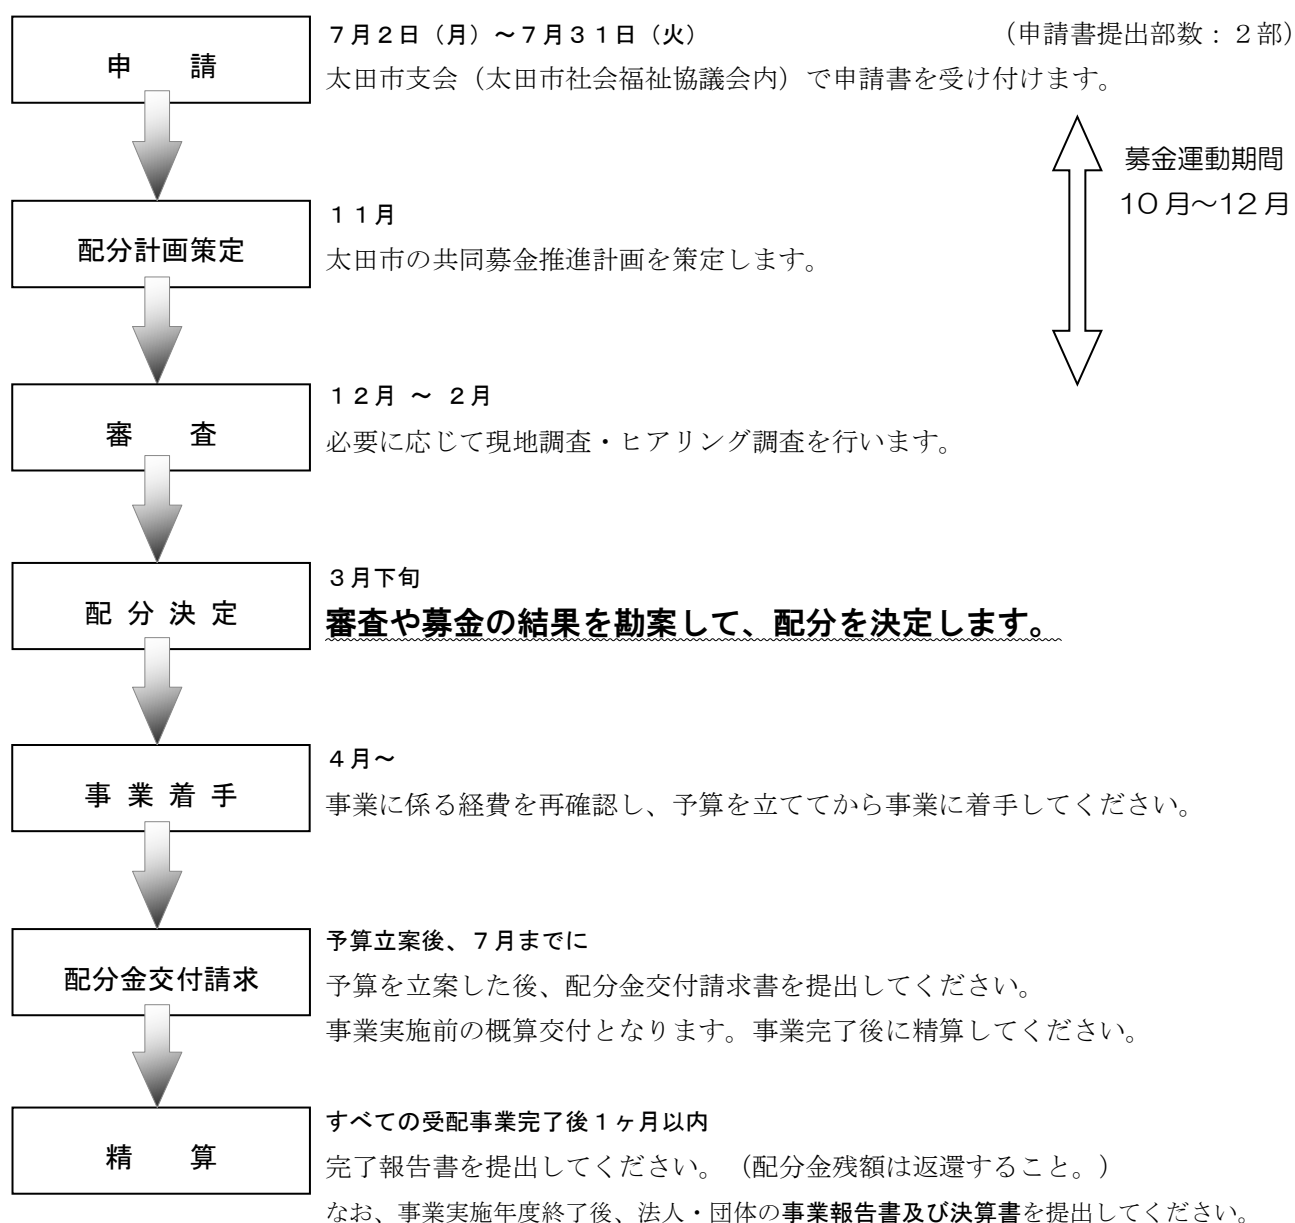 申　請
７月２日（月）～７月３１日（火）　（申請書提出部数：２部）
太田市支会（太田市社会福祉協議会内）で申請書を受け付けます。
募金運動期間
10月～12月
配分計画策定
１１月
太田市の共同募金推進計画を策定します。
審　査
１２月 ～ ２月
必要に応じて現地調査・ヒアリング調査を行います。
配 分 決 定
３月下旬
審査や募金の結果を勘案して、配分を決定します。
事 業 着 手
４月～
事業に係る経費を再確認し、予算を立ててから事業に着手してください。
配分金交付請求
予算立案後、７月までに
予算を立案した後、配分金交付請求書を提出してください。
事業実施前の概算交付となります。事業完了後に精算してください。
精　算
すべての受配事業完了後１ヶ月以内
完了報告書を提出してください。（配分金残額は返還すること。）
なお、事業実施年度終了後、法人・団体の事業報告書及び決算書を提出してください。